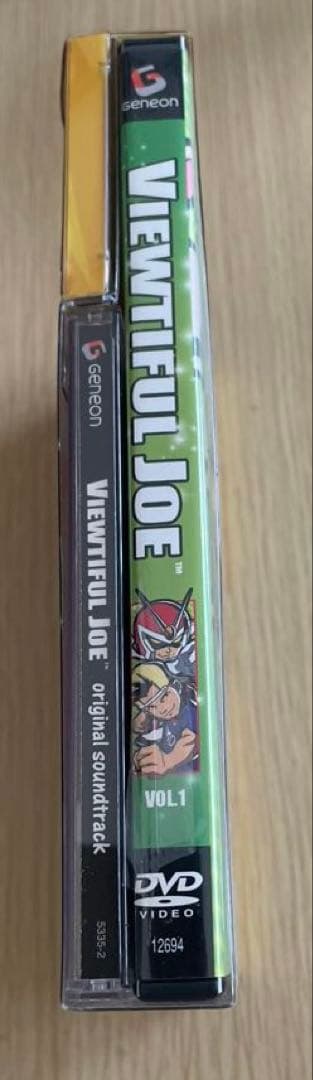 Geneon
VIEWTIFUL JOE™
VOL.1
DVD
VIDEO
12694
Geneon
VIEWTIFUL JOE™ original soundtrack
5335-2